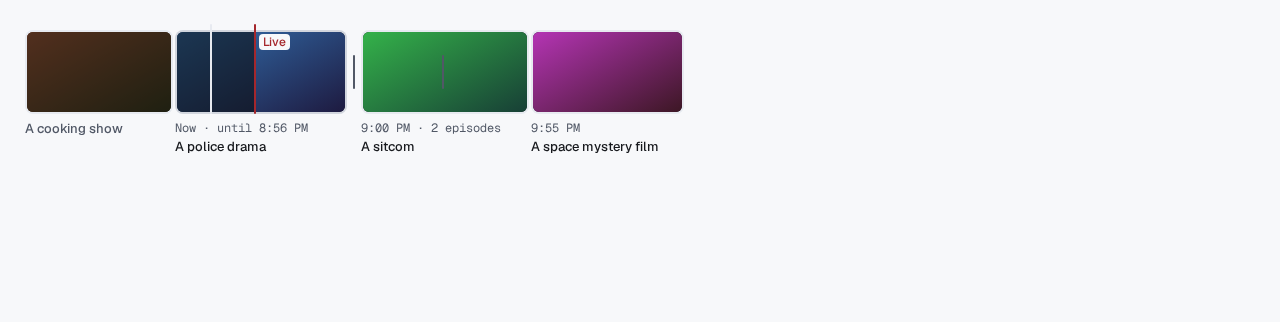 Live
A cooking show
Now · until 8:56 PM
A police drama
9:00 PM · 2 episodes
A sitcom
9:55 PM
A space mystery film